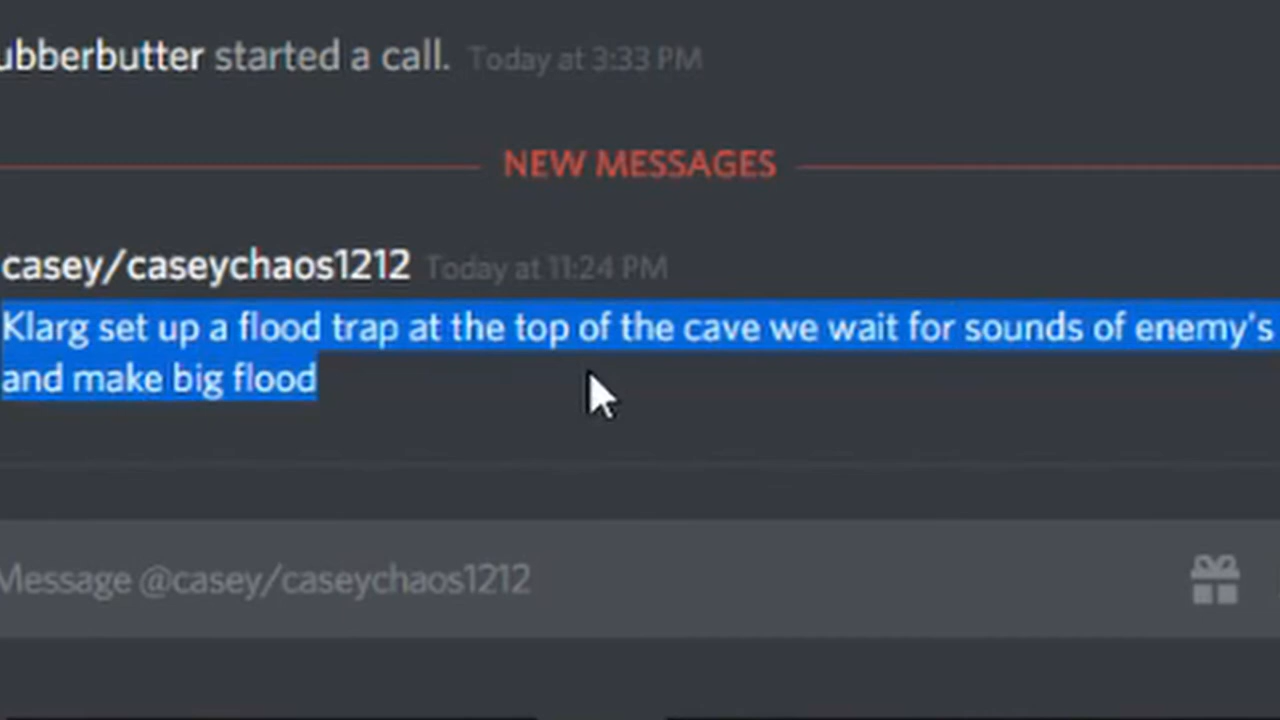 ubberbutter started a call. Today at 3:33 PM
NEW MESSAGES
casey/caseychaos1212 Today at 11:24 PM
Klarg set up a flood trap at the top of the cave we wait for sounds of enemy's
and make big flood
Message @casey/caseychaos1212